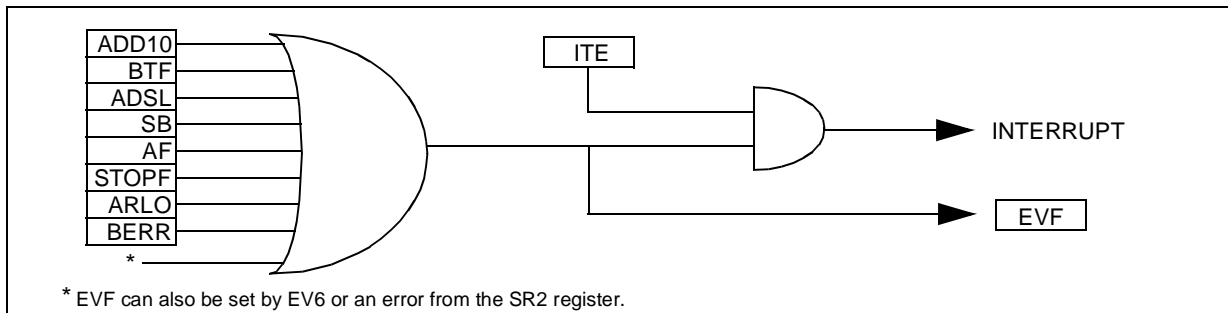 ADD10
BTF
ADSL
SB
AF
STOPF
ARLO
BERR
*
ITE
INTERRUPT
EVF
* EVF can also be set by EV6 or an error from the SR2 register.